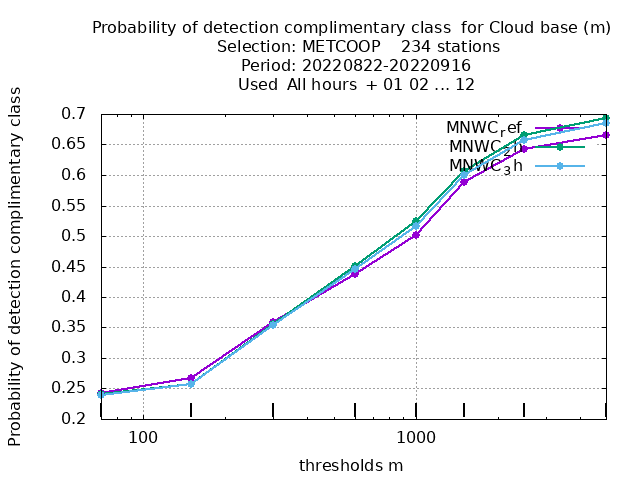 Probability of detection complimentary class for Cloud base (m)
Selection: METCOOP 234 stations
Period: 20220822-20220916
Used All hours + 01 02 ... 12
Probability of detection complimentary class
0.7
0.65
0.6
0.55
0.5
0.45
0.4
0.35
0.3
0.25
0.2
MNWC_ref
MNWC_2h
MNWC_3h
100
1000
thresholds m